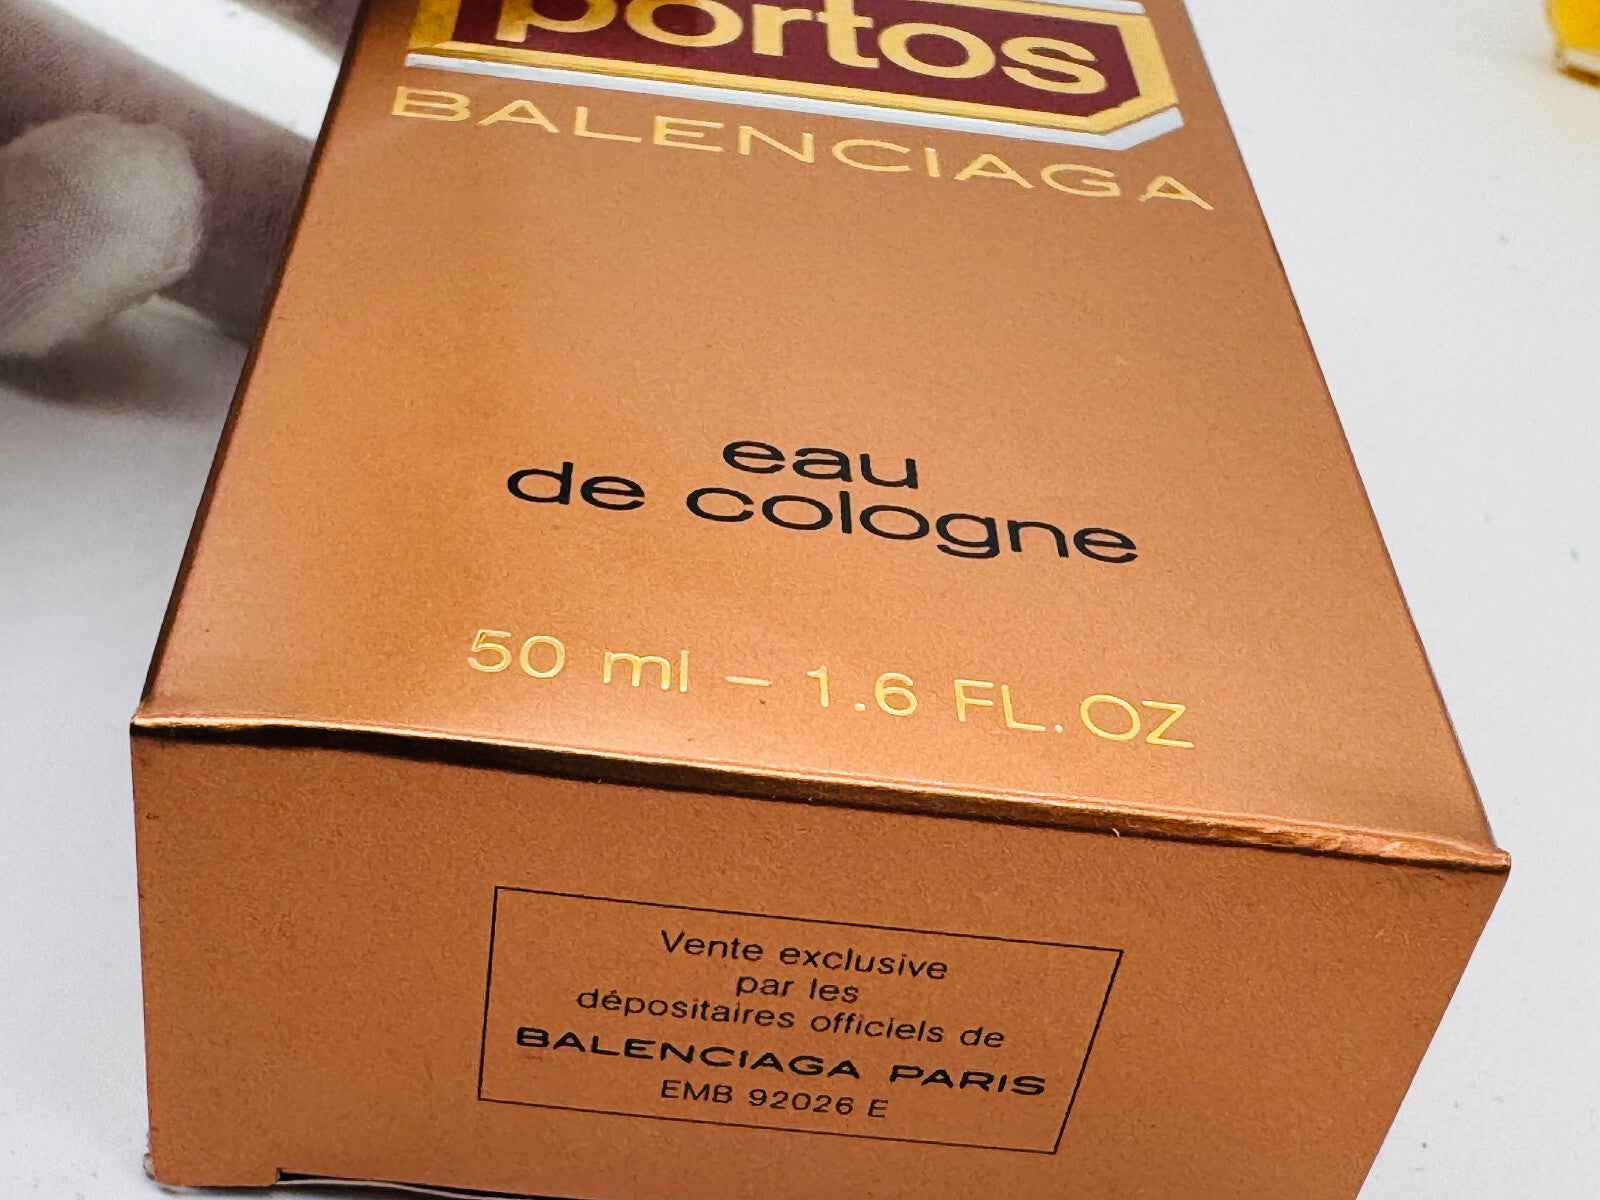 portos
BALENCIAGA
eau
de cologne
50 ml – 1.6 FL.OZ
Vente exclusive
par les
dépositaires officiels de
BALENCIAGA PARIS
EMB 92026 E